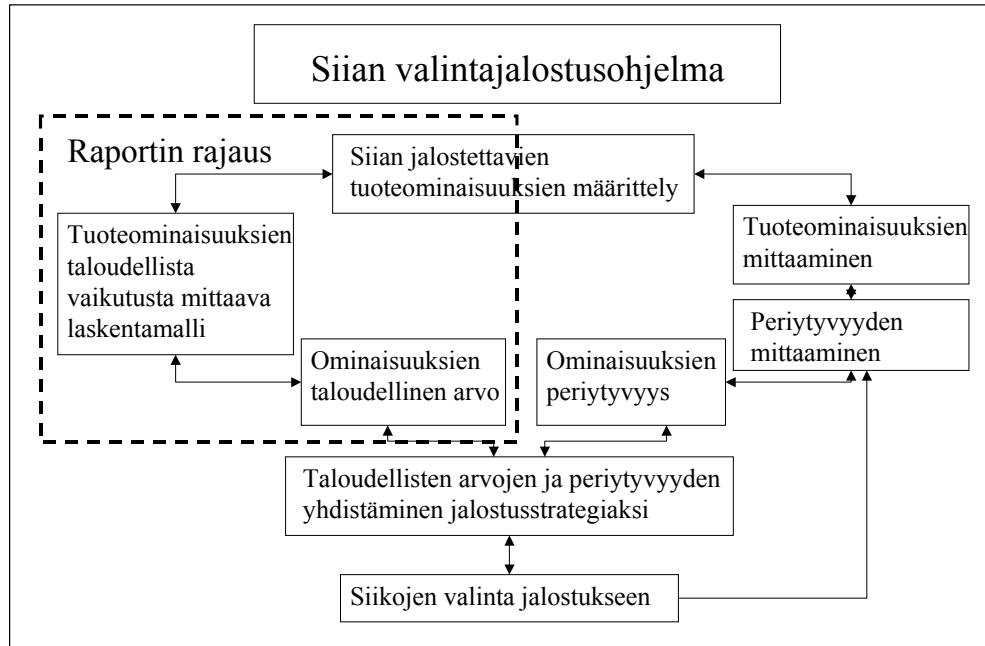 Siian valintajalostusohjelma
Raportin rajaus
Siian jalostettavien
tuoteominaisuuksien määrittely
Tuoteominaisuuksien
taloudellista
vaikutusta mittaava
laskentamalli
Tuoteominaisuuksien
mittaaminen
Periytyvyyden
mittaaminen
Ominaisuuksien
taloudellinen arvo
Ominaisuuksien
periytyvyys
Taloudellisten arvojen ja periytyvyyden
yhdistäminen jalostusstrategiaksi
Siikojen valinta jalostukseen